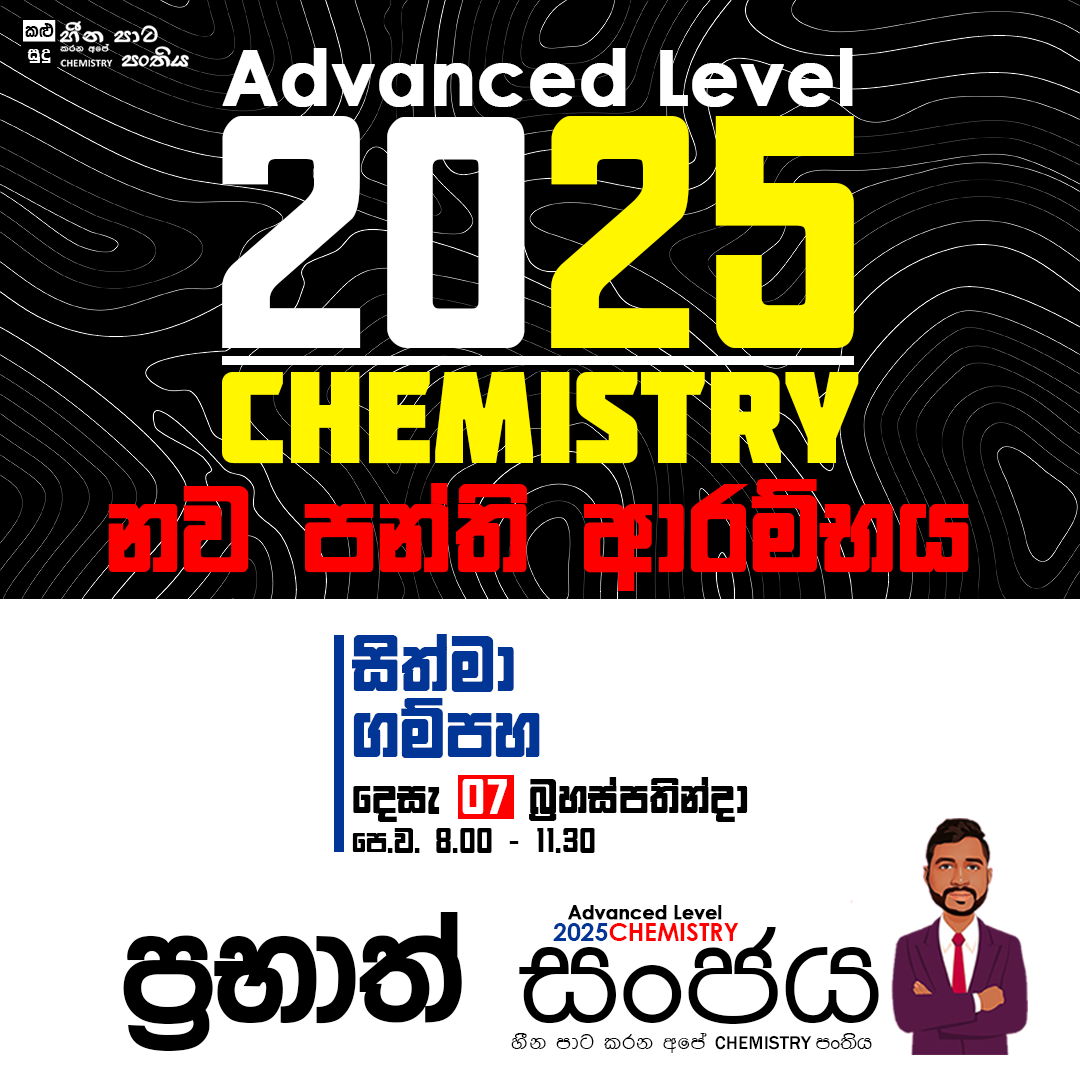 කළු හීන පාට
සුදු කරන අපේ
CHEMISTRY පංතිය
Advanced Level
2025
CHEMISTRY
නව පන්ති ආරම්භය
සිත්මා
ගම්පහ
දෙසැ 07 බ්‍රහස්පතින්දා
පෙ.ව. 8.00 - 11.30
Advanced Level
2025CHEMISTRY
ප්‍රභාත් සංජය
හීන පාට කරන අපේ CHEMISTRY පංතිය